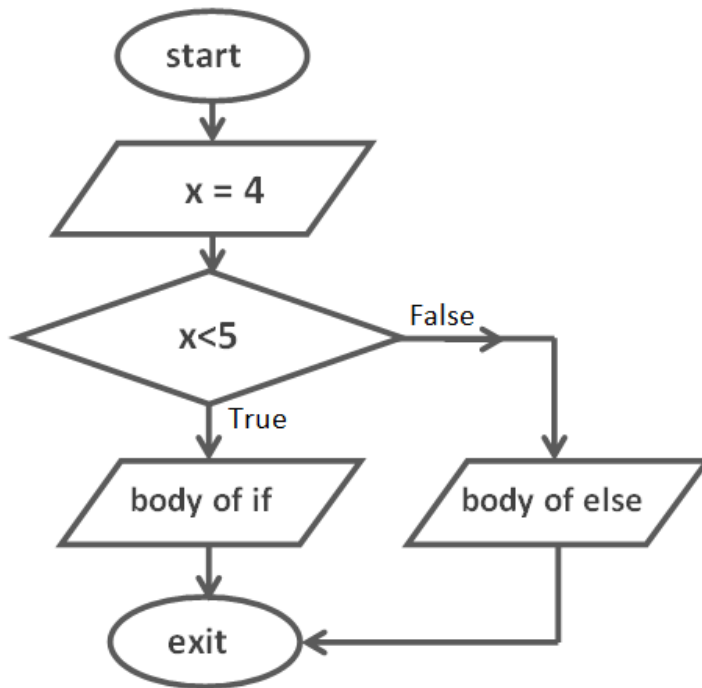 start
x = 4
x<5
False
True
body of if
body of else
exit